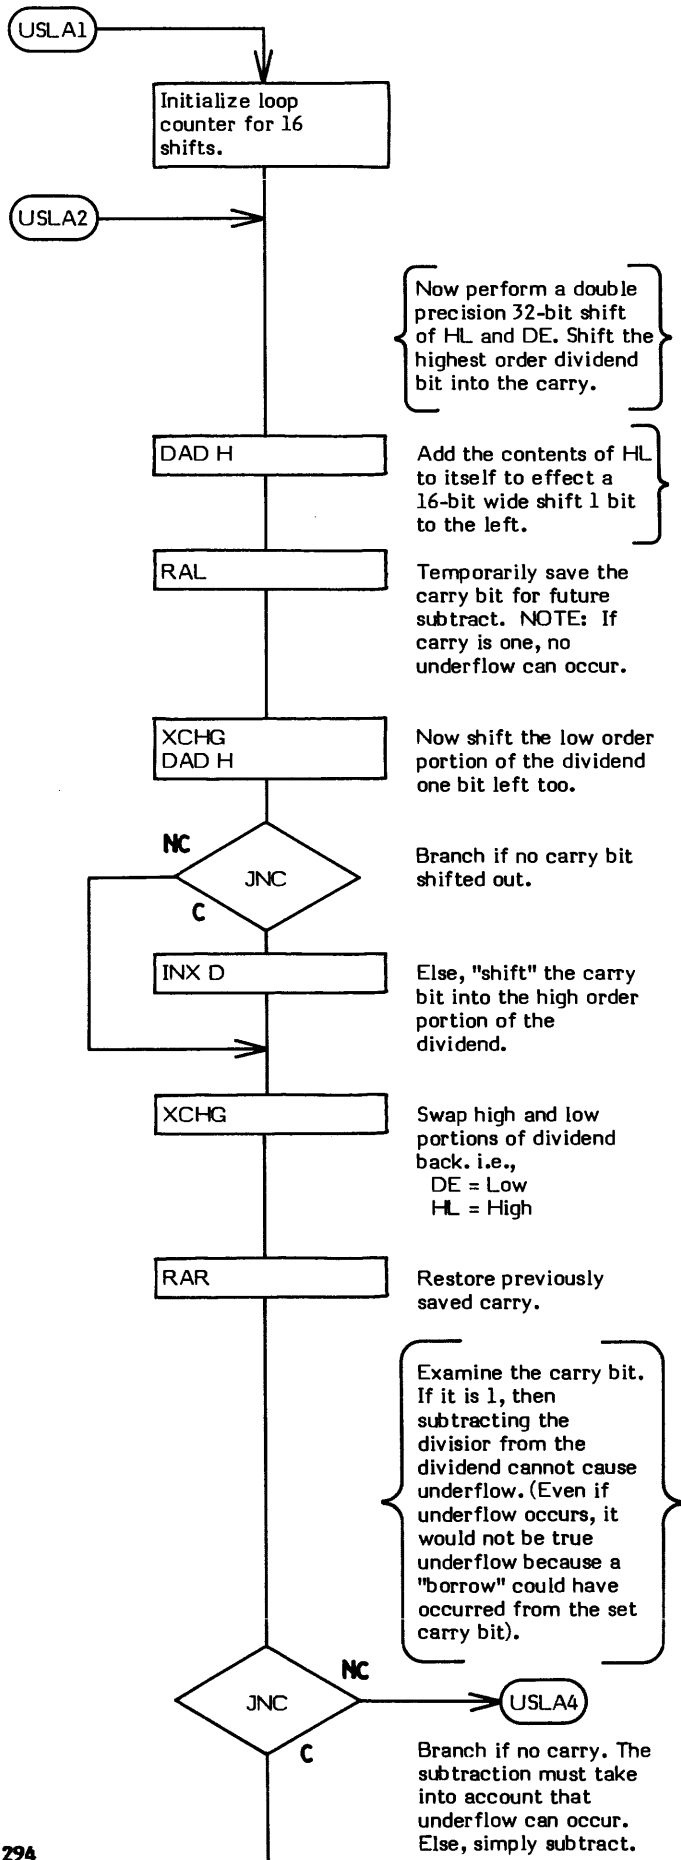 USLA1
Initialize loop
counter for 16
shifts.
USLA2
Now perform a double
precision 32-bit shift
of HL and DE. Shift the
highest order dividend
bit into the carry.
DAD H
Add the contents of HL
to itself to effect a
16-bit wide shift 1 bit
to the left.
RAL
Temporarily save the
carry bit for future
subtract. NOTE: If
carry is one, no
underflow can occur.
XCHG
DAD H
Now shift the low order
portion of the dividend
one bit left too.
NC
JNC
C
Branch if no carry bit
shifted out.
INX D
Else, "shift" the carry
bit into the high order
portion of the
dividend.
XCHG
Swap high and low
portions of dividend
back. i.e.,
DE = Low
HL = High
RAR
Restore previously
saved carry.
Examine the carry bit.
If it is 1, then
subtracting the
divisior from the
dividend cannot cause
underflow. (Even if
underflow occurs, it
would not be true
underflow because a
"borrow" could have
occurred from the set
carry bit).
NC
JNC
USLA4
C
Branch if no carry. The
subtraction must take
into account that
underflow can occur.
Else, simply subtract.
294